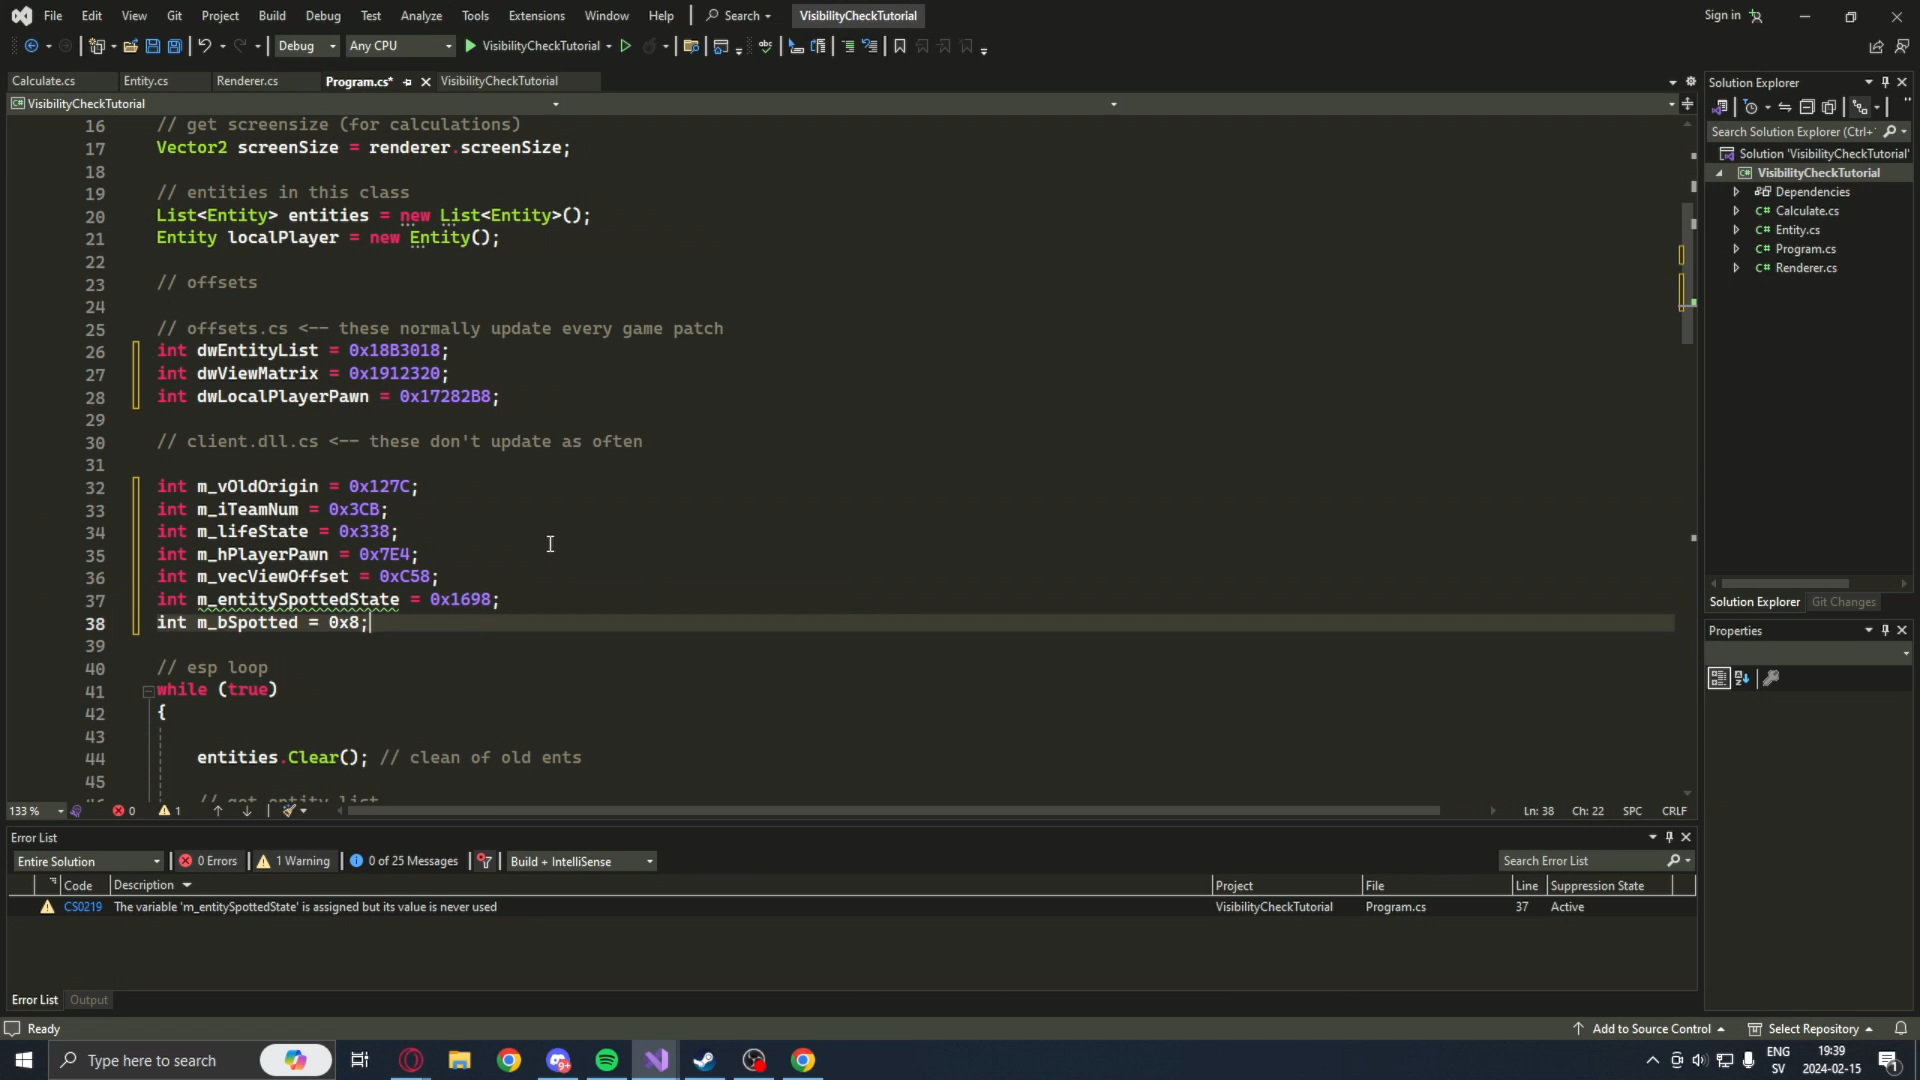 File Edit View Git Project Build Debug Test Analyze Tools Extensions Window Help Search VisibilityCheckTutorial Sign in
Debug Any CPU VisibilityCheckTutorial
Calculate.cs Entity.cs Renderer.cs Program.cs* VisibilityCheckTutorial
VisibilityCheckTutorial
16 // get screensize (for calculations)
17 Vector2 screenSize = renderer.screenSize;
18
19 // entities in this class
20 List<Entity> entities = new List<Entity>();
21 Entity localPlayer = new Entity();
22
23 // offsets
24
25 // offsets.cs <-- these normally update every game patch
26 int dwEntityList = 0x18B3018;
27 int dwViewMatrix = 0x1912320;
28 int dwLocalPlayerPawn = 0x17282B8;
29
30 // client.dll.cs <-- these don't update as often
31
32 int m_vOldOrigin = 0x127C;
33 int m_iTeamNum = 0x3CB;
34 int m_lifeState = 0x338;
35 int m_hPlayerPawn = 0x7E4;
36 int m_vecViewOffset = 0xC58;
37 int m_entitySpottedState = 0x1698;
38 int m_bSpotted = 0x8;
39
40 // esp loop
41 while (true)
42 {
43
44 entities.Clear(); // clean of old ents
45
// get entity list
133 % 0 1 Ln: 38 Ch: 22 SPC CRLF
Solution Explorer
Search Solution Explorer (Ctrl+
Solution 'VisibilityCheckTutorial'
VisibilityCheckTutorial
Dependencies
C# Calculate.cs
C# Entity.cs
C# Program.cs
C# Renderer.cs
Solution Explorer Git Changes
Properties
Error List
Entire Solution 0 Errors 1 Warning 0 of 25 Messages Build + IntelliSense Search Error List
Code Description Project File Line Suppression State
CS0219 The variable 'm_entitySpottedState' is assigned but its value is never used VisibilityCheckTutorial Program.cs 37 Active
Error List Output
Ready Add to Source Control Select Repository
Type here to search ENG SV 19:39 2024-02-15